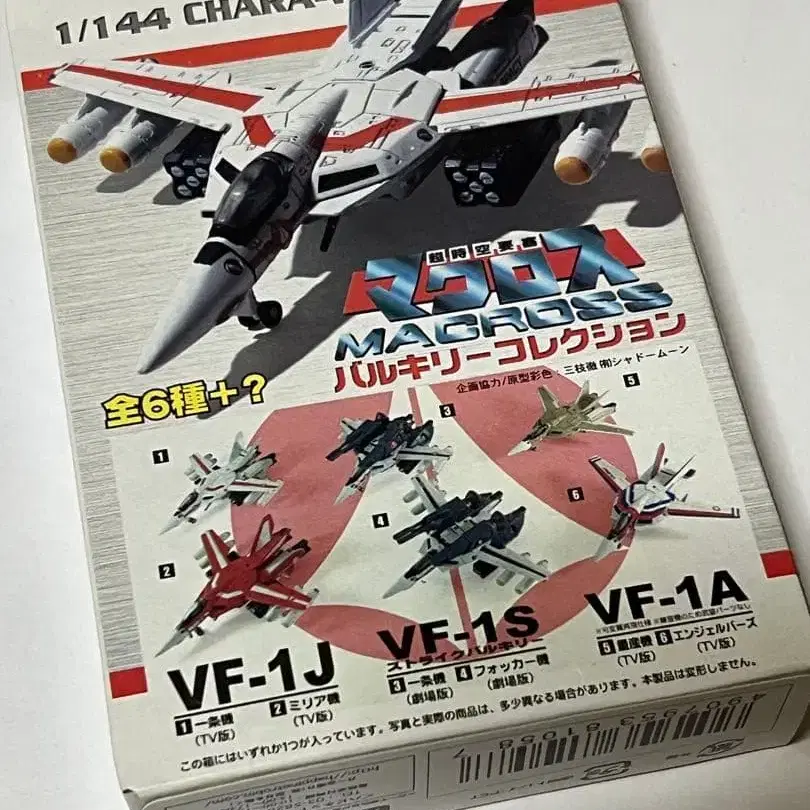 1/144 CHARA-
超時空要塞
マクロス
MACROSS
バルキリーコレクション
企画協力/原型彩色：三枝徹 ㈲シャドームーン
全6種+?
1
2
3
4
5
6
VF-1J
1 一条機 (TV版)
2 ミリア機 (TV版)
VF-1S
ストライクバルキリー
3 一条機 (劇場版)
4 フォッカー機 (劇場版)
VF-1A
5 量産機 (TV版)
6 エンジェルバーズ (TV版)
この箱にはいずれか1つが入っています。写真と実際の商品は、多少異なる場合があります。本製品は変形しません。